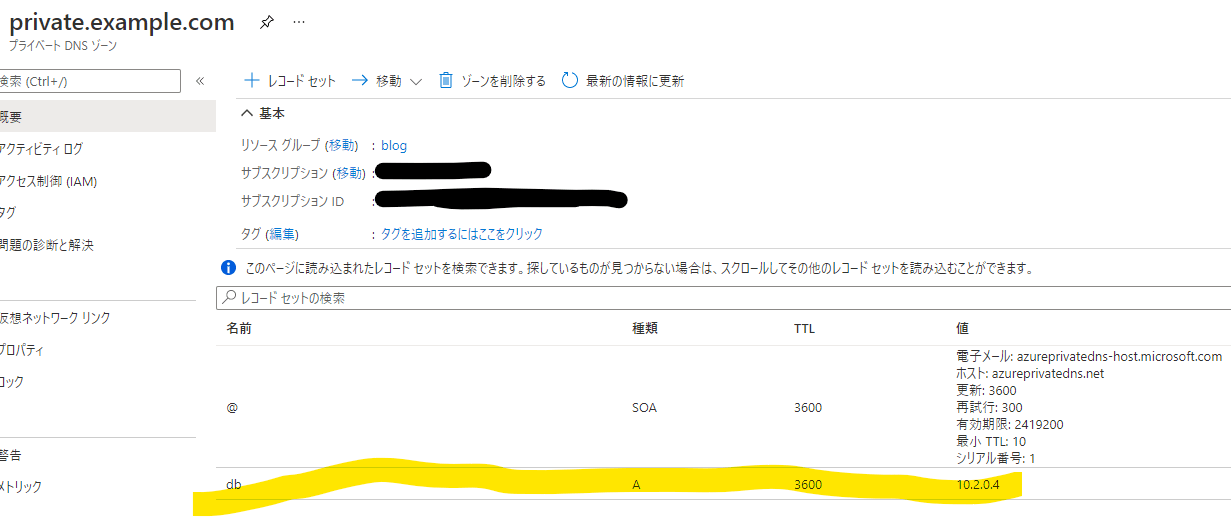 private.example.com
プライベート DNS ゾーン
検索 (Ctrl+/)
«
レコード セット
移動
ゾーンを削除する
最新の情報に更新
概要
アクティビティ ログ
アクセス制御 (IAM)
タグ
問題の診断と解決
仮想ネットワーク リンク
プロパティ
ロック
警告
メトリック
基本
リソース グループ (移動) : blog
サブスクリプション (移動) :
サブスクリプション ID :
タグ (編集) : タグを追加するにはここをクリック
このページに読み込まれたレコード セットを検索できます。探しているものが見つからない場合は、スクロールしてその他のレコード セットを読み込むことができます。
レコード セットの検索
名前 種類 TTL 値
@ SOA 3600
電子メール: azureprivatedns-host.microsoft.com
ホスト: azureprivatedns.net
更新: 3600
再試行: 300
有効期限: 2419200
最小 TTL: 10
シリアル番号: 1
db A 3600 10.2.0.4